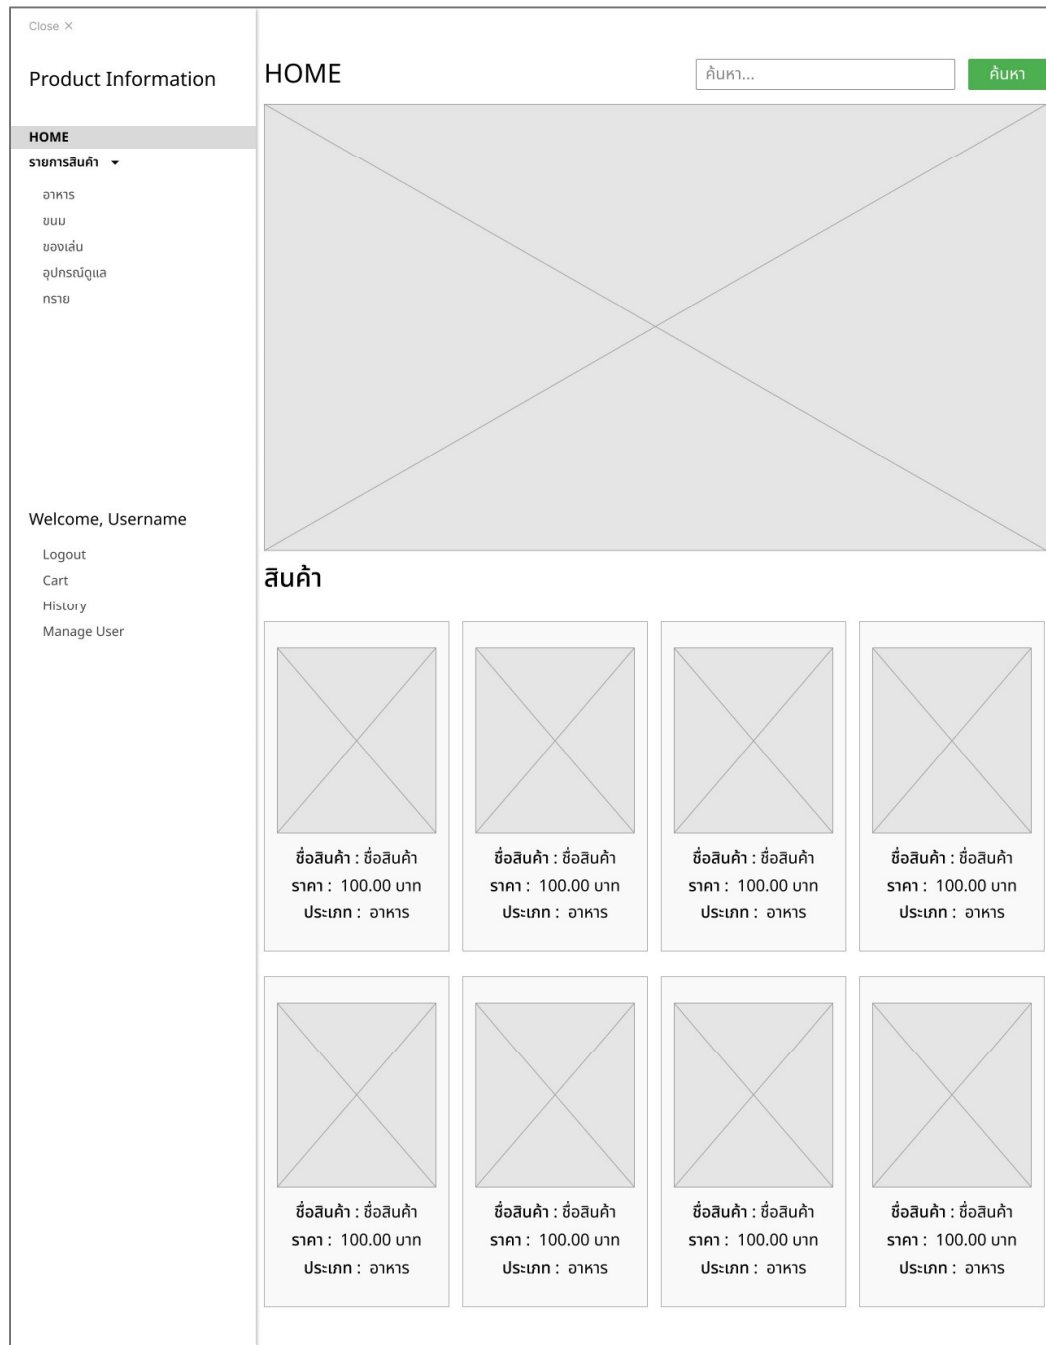 Close ×
Product Information
HOME
รายการสินค้า
อาหาร
ขนม
ของเล่น
อุปกรณ์ดูแล
ทราย
Welcome, Username
Logout
Cart
History
Manage User
HOME
ค้นหา...
ค้นหา
สินค้า
ชื่อสินค้า : ชื่อสินค้า
ราคา : 100.00 บาท
ประเภท : อาหาร
ชื่อสินค้า : ชื่อสินค้า
ราคา : 100.00 บาท
ประเภท : อาหาร
ชื่อสินค้า : ชื่อสินค้า
ราคา : 100.00 บาท
ประเภท : อาหาร
ชื่อสินค้า : ชื่อสินค้า
ราคา : 100.00 บาท
ประเภท : อาหาร
ชื่อสินค้า : ชื่อสินค้า
ราคา : 100.00 บาท
ประเภท : อาหาร
ชื่อสินค้า : ชื่อสินค้า
ราคา : 100.00 บาท
ประเภท : อาหาร
ชื่อสินค้า : ชื่อสินค้า
ราคา : 100.00 บาท
ประเภท : อาหาร
ชื่อสินค้า : ชื่อสินค้า
ราคา : 100.00 บาท
ประเภท : อาหาร